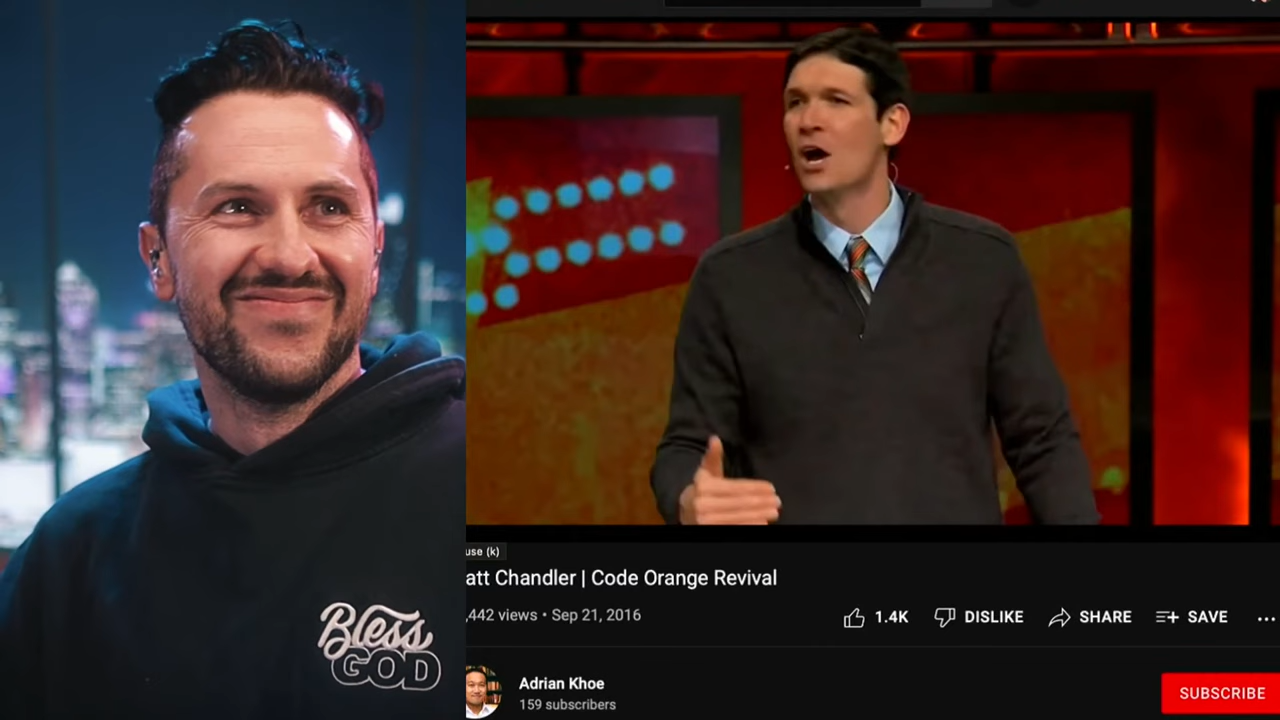 Bless
GOD
use (k)
att Chandler | Code Orange Revival
,442 views • Sep 21, 2016
1.4K
DISLIKE
SHARE
SAVE
Adrian Khoe
159 subscribers
SUBSCRIBE